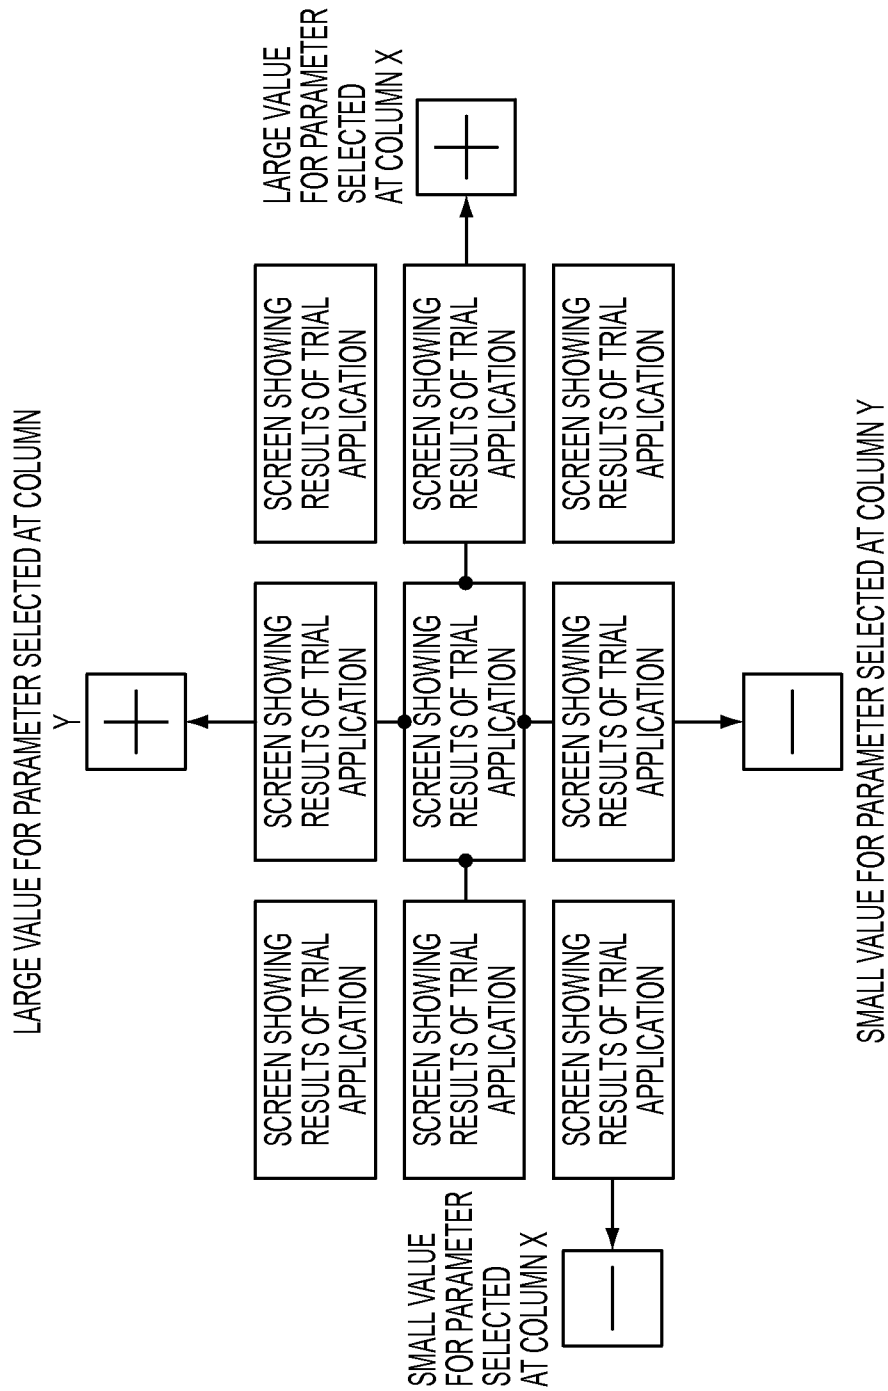 LARGE VALUE FOR PARAMETER SELECTED AT COLUMN
Y
+
SCREEN SHOWING
RESULTS OF TRIAL
APPLICATION
SCREEN SHOWING
RESULTS OF TRIAL
APPLICATION
SCREEN SHOWING
RESULTS OF TRIAL
APPLICATION
LARGE VALUE
FOR PARAMETER
SELECTED
AT COLUMN X
+
SMALL VALUE
FOR PARAMETER
SELECTED
AT COLUMN X
−
SCREEN SHOWING
RESULTS OF TRIAL
APPLICATION
SCREEN SHOWING
RESULTS OF TRIAL
APPLICATION
SCREEN SHOWING
RESULTS OF TRIAL
APPLICATION
SCREEN SHOWING
RESULTS OF TRIAL
APPLICATION
SCREEN SHOWING
RESULTS OF TRIAL
APPLICATION
SCREEN SHOWING
RESULTS OF TRIAL
APPLICATION
−
SMALL VALUE FOR PARAMETER SELECTED AT COLUMN Y